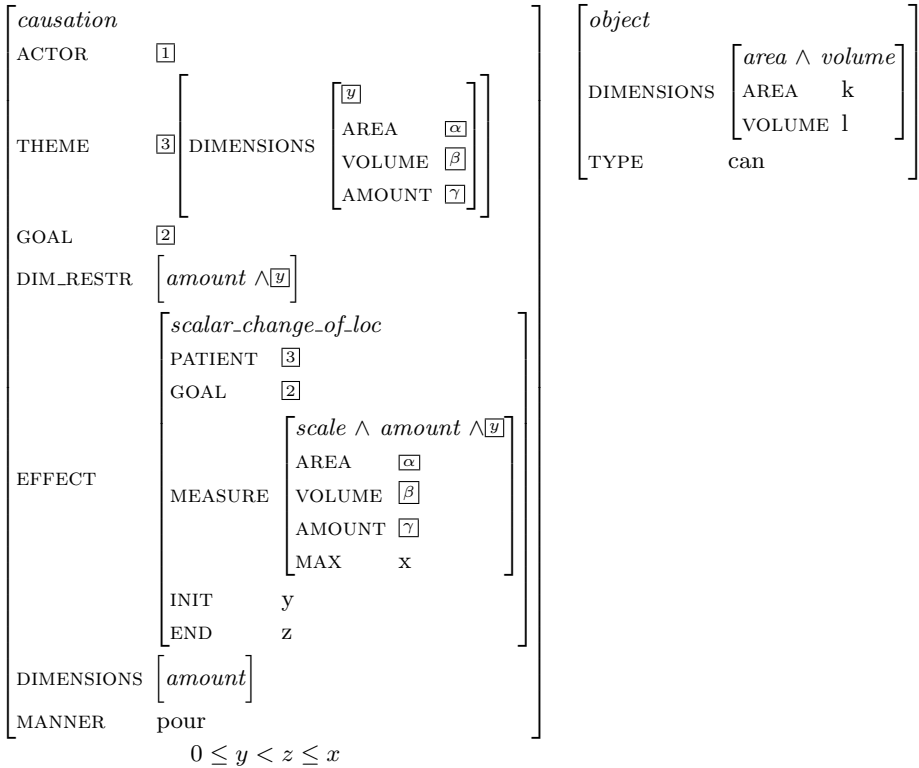 causation
ACTOR 1
THEME 3 DIMENSIONS y
AREA α
VOLUME β
AMOUNT γ
GOAL 2
DIM_RESTR amount ∧ y
EFFECT scalar_change_of_loc
PATIENT 3
GOAL 2
MEASURE scale ∧ amount ∧ y
AREA α
VOLUME β
AMOUNT γ
MAX x
INIT y
END z
DIMENSIONS amount
MANNER pour
0 ≤ y < z ≤ x
object
DIMENSIONS area ∧ volume
AREA k
VOLUME l
TYPE can